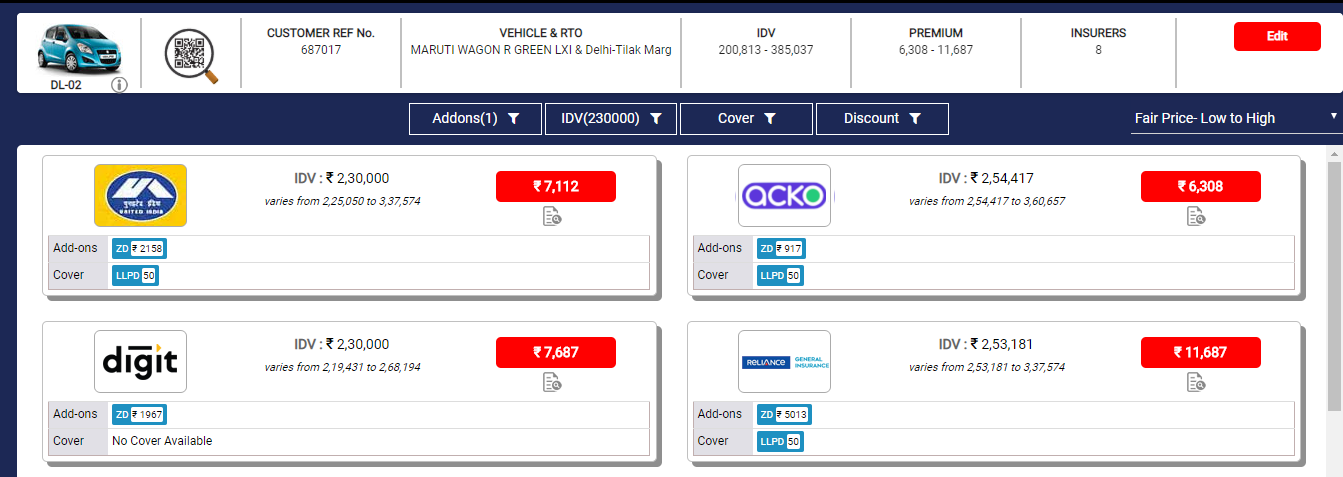 DL-02
CUSTOMER REF No.
687017
VEHICLE & RTO
MARUTI WAGON R GREEN LXI & Delhi-Tilak Marg
IDV
200,813 - 385,037
PREMIUM
6,308 - 11,687
INSURERS
8
Edit
Addons(1)
IDV(230000)
Cover
Discount
Fair Price- Low to High
UNITED INDIA
IDV : ₹ 2,30,000
varies from 2,25,050 to 3,37,574
₹ 7,112
Add-ons ZD ₹ 2158
Cover LLPD 50
ACKO
IDV : ₹ 2,54,417
varies from 2,54,417 to 3,60,657
₹ 6,308
Add-ons ZD ₹ 917
Cover LLPD 50
digit
IDV : ₹ 2,30,000
varies from 2,19,431 to 2,68,194
₹ 7,687
Add-ons ZD ₹ 1967
Cover No Cover Available
RELIANCE GENERAL INSURANCE
IDV : ₹ 2,53,181
varies from 2,53,181 to 3,37,574
₹ 11,687
Add-ons ZD ₹ 5013
Cover LLPD 50